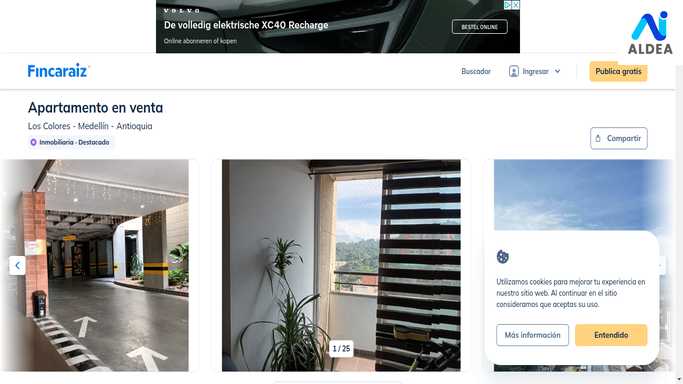 VOLVO
De volledig elektrische XC40 Recharge
Online abonneren of kopen
BESTEL ONLINE
Ai
ALDEA
Fincaraiz
Buscador
Ingresar
Publica gratis
Apartamento en venta
Los Colores - Medellín - Antioquia
Inmobiliaria - Destacado
Compartir
1 / 25
Utilizamos cookies para mejorar tu experiencia en
nuestro sitio web. Al continuar en el sitio
consideramos que aceptas su uso.
Más información
Entendido